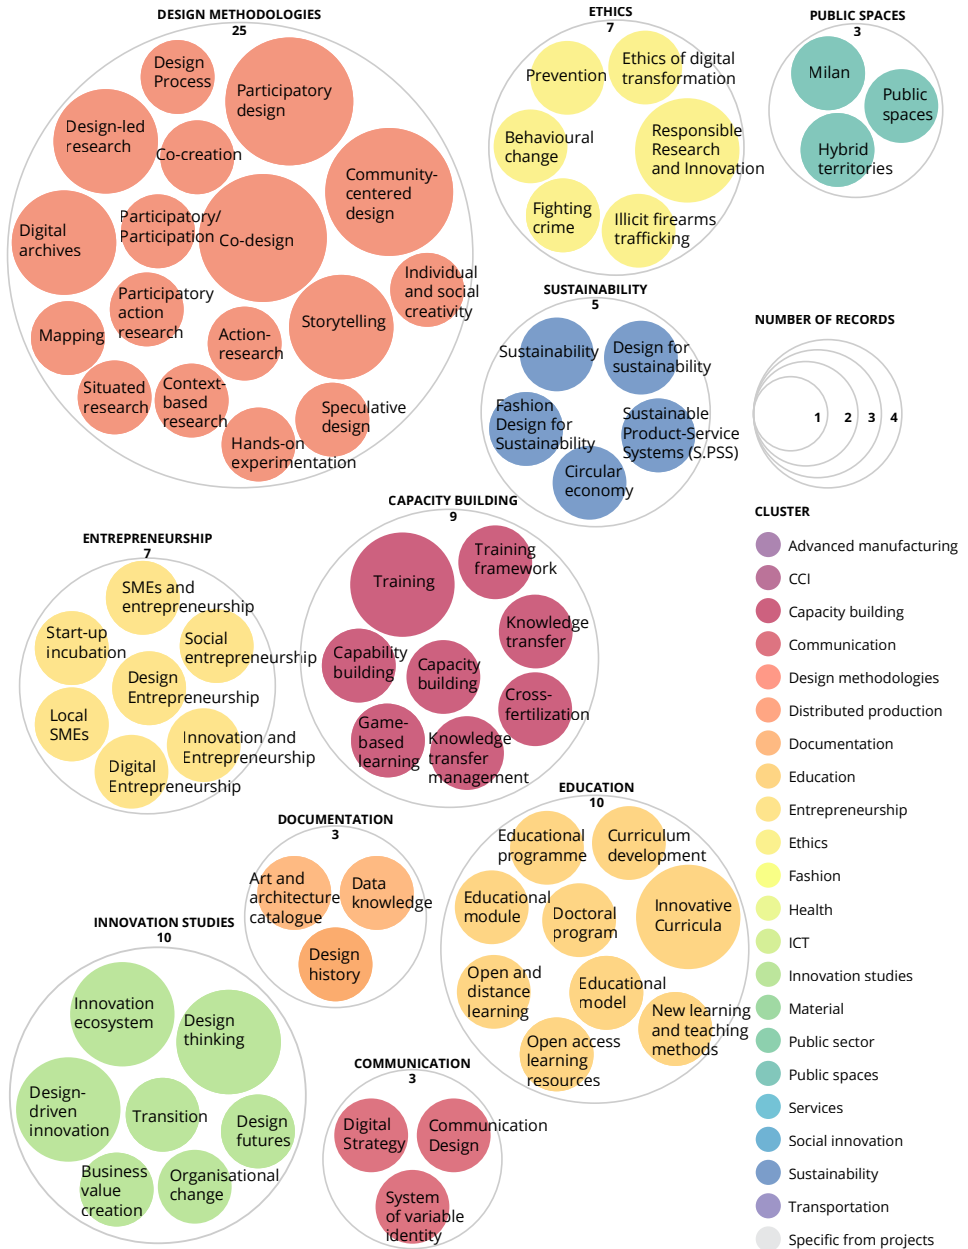 DESIGN METHODOLOGIES
25
Design
Process
Participatory
design
Design-led
research
Co-creation
Community-
centered
design
Digital
archives
Participatory/
Participation
Co-design
Individual
and social
creativity
Participatory
action
research
Mapping
Action-
research
Storytelling
Situated
research
Context-
based
research
Speculative
design
Hands-on
experimentation
ETHICS
7
Prevention
Ethics of digital
transformation
Behavioural
change
Responsible
Research
and Innovation
Fighting
crime
Illicit firearms
trafficking
PUBLIC SPACES
3
Milan
Public
spaces
Hybrid
territories
SUSTAINABILITY
5
Sustainability
Design for
sustainability
Fashion
Design for
Sustainability
Sustainable
Product-Service
Systems (S.PSS)
Circular
economy
NUMBER OF RECORDS
1 2 3 4
ENTREPRENEURSHIP
7
SMEs and
entrepreneurship
Start-up
incubation
Social
entrepreneurship
Design
Entrepreneurship
Local
SMEs
Innovation and
Entrepreneurship
Digital
Entrepreneurship
CAPACITY BUILDING
9
Training
Training
framework
Knowledge
transfer
Capability
building
Capacity
building
Cross-
fertilization
Game-
based
learning
Knowledge
transfer
management
DOCUMENTATION
3
Art and
architecture
catalogue
Data
knowledge
Design
history
EDUCATION
10
Educational
programme
Curriculum
development
Educational
module
Doctoral
program
Innovative
Curricula
Open and
distance
learning
Educational
model
New learning
and teaching
methods
Open access
learning
resources
INNOVATION STUDIES
10
Innovation
ecosystem
Design
thinking
Design-
driven
innovation
Transition
Design
futures
Business
value
creation
Organisational
change
COMMUNICATION
3
Digital
Strategy
Communication
Design
System
of variable
identity
CLUSTER
Advanced manufacturing
CCI
Capacity building
Communication
Design methodologies
Distributed production
Documentation
Education
Entrepreneurship
Ethics
Fashion
Health
ICT
Innovation studies
Material
Public sector
Public spaces
Services
Social innovation
Sustainability
Transportation
Specific from projects